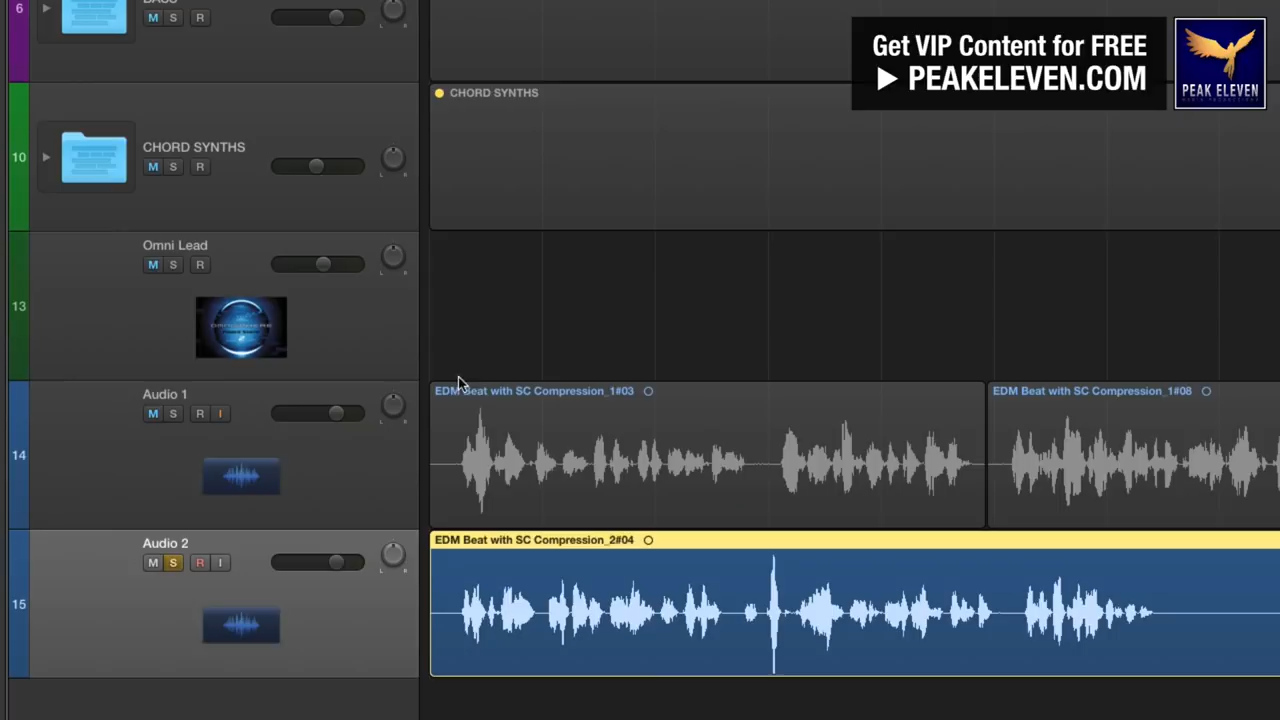 6
BASS
M S R
L R
Get VIP Content for FREE
▶ PEAKELEVEN.COM
PEAK ELEVEN
10
CHORD SYNTHS
M S R
L R
CHORD SYNTHS
13
Omni Lead
M S R
L R
14
Audio 1
M S R I
L R
EDM Beat with SC Compression_1#03
EDM Beat with SC Compression_1#08
15
Audio 2
M S R I
L R
EDM Beat with SC Compression_2#04